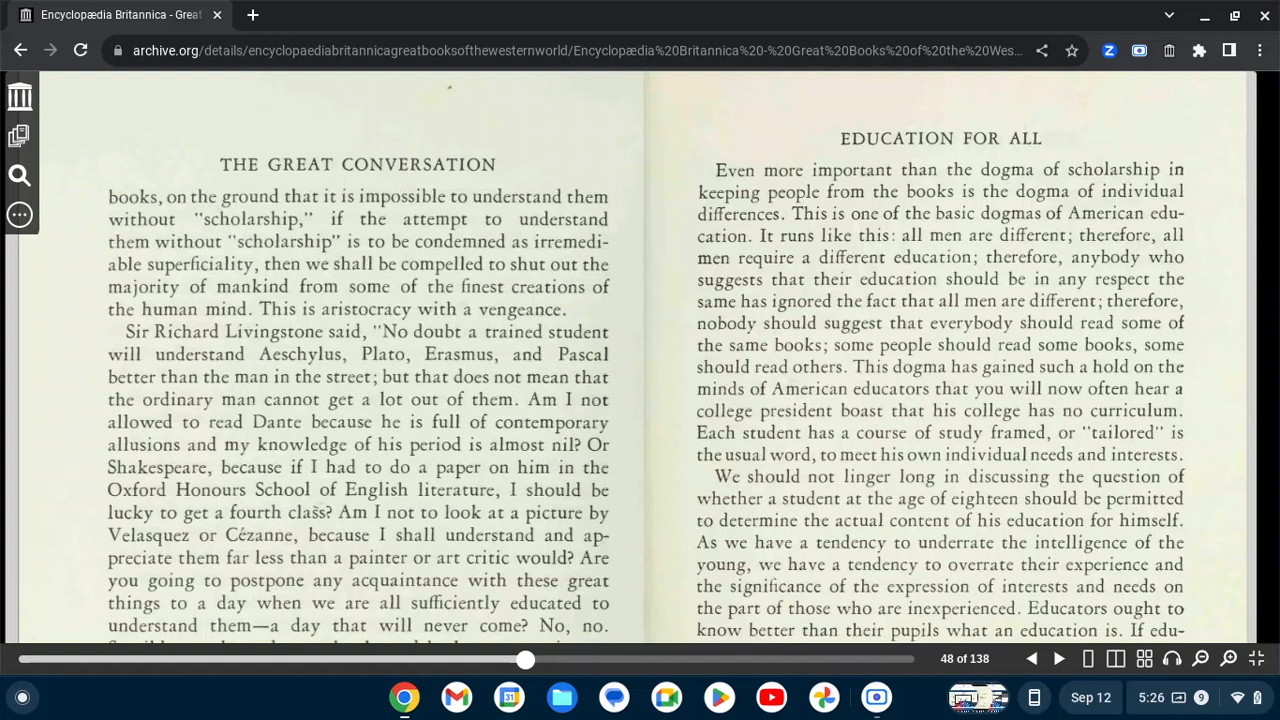 Encyclopædia Britannica - Great
archive.org/details/encyclopaediabritannicagreatbooksofthewesternworld/Encyclopædia%20Britannica%20-%20Great%20Books%20of%20the%20Wes...
THE GREAT CONVERSATION
books, on the ground that it is impossible to understand them
without "scholarship," if the attempt to understand
them without "scholarship" is to be condemned as irremedi-
able superficiality, then we shall be compelled to shut out the
majority of mankind from some of the finest creations of
the human mind. This is aristocracy with a vengeance.
Sir Richard Livingstone said, "No doubt a trained student
will understand Aeschylus, Plato, Erasmus, and Pascal
better than the man in the street; but that does not mean that
the ordinary man cannot get a lot out of them. Am I not
allowed to read Dante because he is full of contemporary
allusions and my knowledge of his period is almost nil? Or
Shakespeare, because if I had to do a paper on him in the
Oxford Honours School of English literature, I should be
lucky to get a fourth class? Am I not to look at a picture by
Velasquez or Cézanne, because I shall understand and ap-
preciate them far less than a painter or art critic would? Are
you going to postpone any acquaintance with these great
things to a day when we are all sufficiently educated to
understand them—a day that will never come? No, no.
EDUCATION FOR ALL
Even more important than the dogma of scholarship in
keeping people from the books is the dogma of individual
differences. This is one of the basic dogmas of American edu-
cation. It runs like this: all men are different; therefore, all
men require a different education; therefore, anybody who
suggests that their education should be in any respect the
same has ignored the fact that all men are different; therefore,
nobody should suggest that everybody should read some of
the same books; some people should read some books, some
should read others. This dogma has gained such a hold on the
minds of American educators that you will now often hear a
college president boast that his college has no curriculum.
Each student has a course of study framed, or "tailored" is
the usual word, to meet his own individual needs and interests.
We should not linger long in discussing the question of
whether a student at the age of eighteen should be permitted
to determine the actual content of his education for himself.
As we have a tendency to underrate the intelligence of the
young, we have a tendency to overrate their experience and
the significance of the expression of interests and needs on
the part of those who are inexperienced. Educators ought to
know better than their pupils what an education is. If edu-
48 of 138
Sep 12
5:26
9